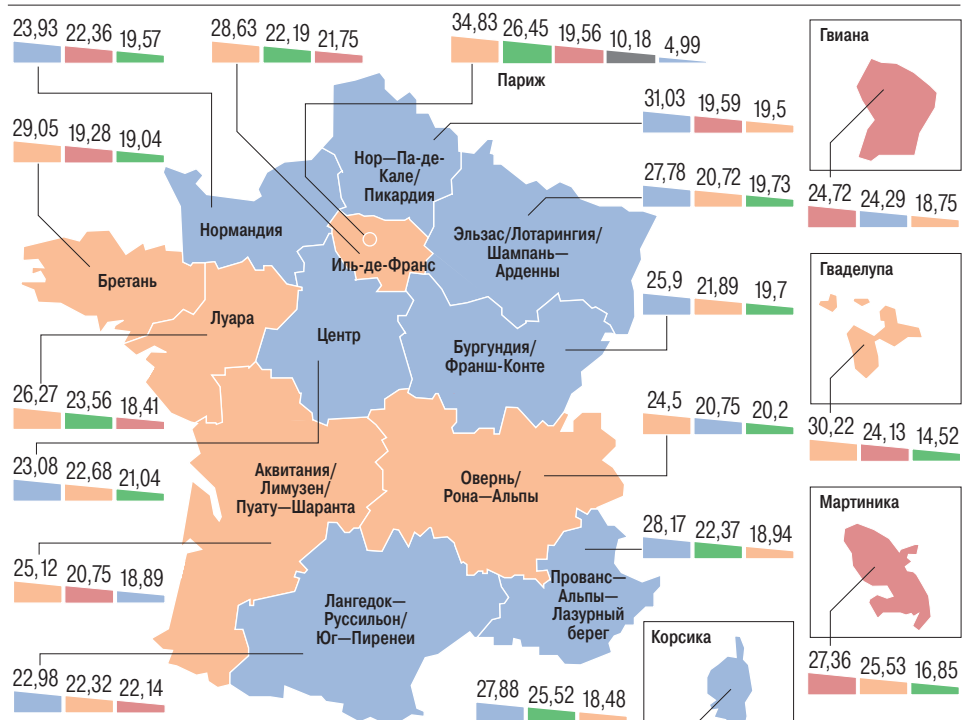 23,93 22,36 19,57
28,63 22,19 21,75
34,83 26,45 19,56 10,18 4,99
Париж
Гвиана
29,05 19,28 19,04
31,03 19,59 19,5
Нор—Па-де-
Кале/
Пикардия
27,78 20,72 19,73
24,72 24,29 18,75
Нормандия
Эльзас/Лотарингия/
Шампань—
Арденны
Иль-де-Франс
Бретань
Гваделупа
25,9 21,89 19,7
Луара
Центр
Бургундия/
Франш-Конте
26,27 23,56 18,41
24,5 20,75 20,2
30,22 24,13 14,52
23,08 22,68 21,04
Аквитания/
Лимузен/
Пуату—Шаранта
Овернь/
Рона—Альпы
Мартиника
28,17 22,37 18,94
25,12 20,75 18,89
Прованс—
Альпы—
Лазурный
берег
Лангедок—
Руссильон/
Юг—Пиренеи
Корсика
27,36 25,53 16,85
22,98 22,32 22,14
27,88 25,52 18,48